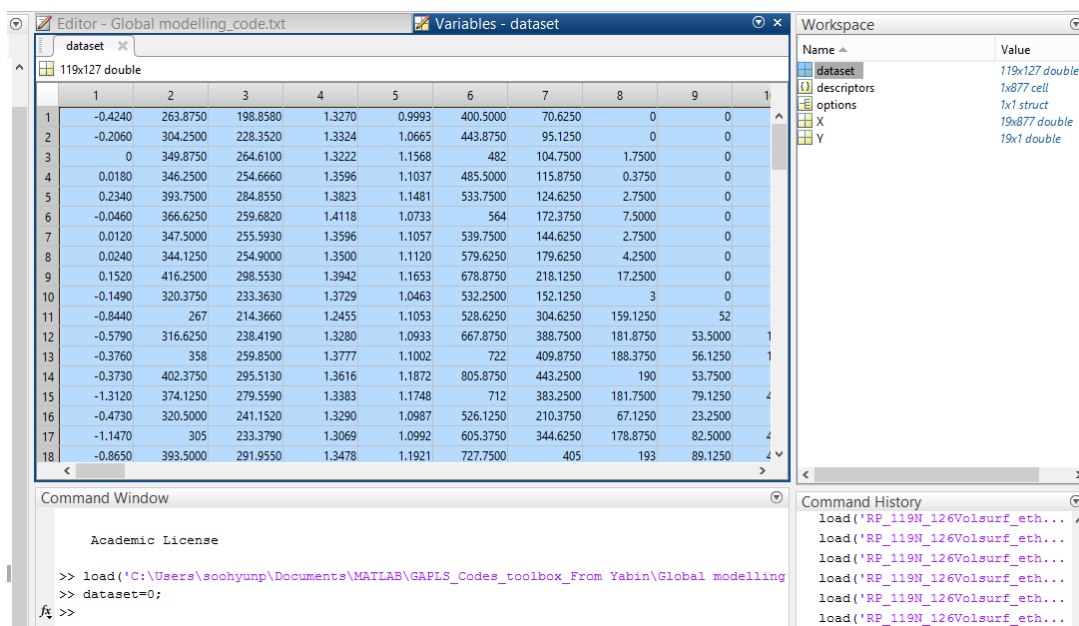 Editor - Global modelling_code.txt
Variables - dataset
dataset
119x127 double
1 2 3 4 5 6 7 8 9
1 -0.4240 263.8750 198.8580 1.3270 0.9993 400.5000 70.6250 0 0
2 -0.2060 304.2500 228.3520 1.3324 1.0665 443.8750 95.1250 0 0
3 0 349.8750 264.6100 1.3222 1.1568 482 104.7500 1.7500 0
4 0.0180 346.2500 254.6660 1.3596 1.1037 485.5000 115.8750 0.3750 0
5 0.2340 393.7500 284.8550 1.3823 1.1481 533.7500 124.6250 2.7500 0
6 -0.0460 366.6250 259.6820 1.4118 1.0733 564 172.3750 7.5000 0
7 0.0120 347.5000 255.5930 1.3596 1.1057 539.7500 144.6250 2.7500 0
8 0.0240 344.1250 254.9000 1.3500 1.1120 579.6250 179.6250 4.2500 0
9 0.1520 416.2500 298.5530 1.3942 1.1653 678.8750 218.1250 17.2500 0
10 -0.1490 320.3750 233.3630 1.3729 1.0463 532.2500 152.1250 3 0
11 -0.8440 267 214.3660 1.2455 1.1053 528.6250 304.6250 159.1250 52
12 -0.5790 316.6250 238.4190 1.3280 1.0933 667.8750 388.7500 181.8750 53.5000
13 -0.3760 358 259.8500 1.3777 1.1002 722 409.8750 188.3750 56.1250
14 -0.3730 402.3750 295.5130 1.3616 1.1872 805.8750 443.2500 190 53.7500
15 -1.3120 374.1250 279.5590 1.3383 1.1748 712 383.2500 181.7500 79.1250
16 -0.4730 320.5000 241.1520 1.3290 1.0987 526.1250 210.3750 67.1250 23.2500
17 -1.1470 305 233.3790 1.3069 1.0992 605.3750 344.6250 178.8750 82.5000
18 -0.8650 393.5000 291.9550 1.3478 1.1921 727.7500 405 193 89.1250
Command Window
Academic License
>> load('C:\Users\soohyunp\Documents\MATLAB\GAPLS_Codes_toolbox_From Yabin\Global modelling
>> dataset=0;
fx >>
Workspace
Name Value
dataset 119x127 double
descriptors 1x877 cell
options 1x1 struct
X 19x877 double
Y 19x1 double
Command History
load('RP_119N_126Volsurf_eth...
load('RP_119N_126Volsurf_eth...
load('RP_119N_126Volsurf_eth...
load('RP_119N_126Volsurf_eth...
load('RP_119N_126Volsurf_eth...
load('RP_119N_126Volsurf_eth...